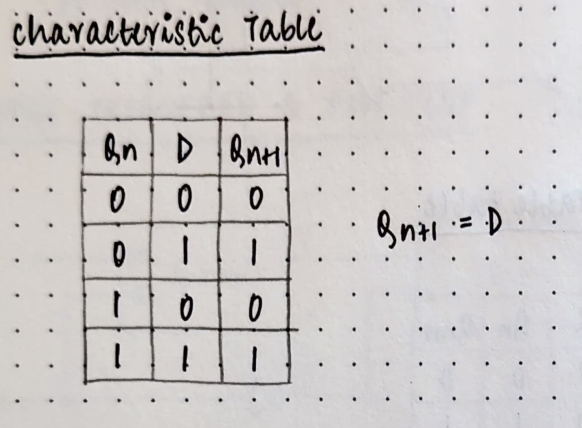 characteristic Table
Qn D Qn+1
0 0 0
0 1 1
Qn+1 = D
1 0 0
1 1 1